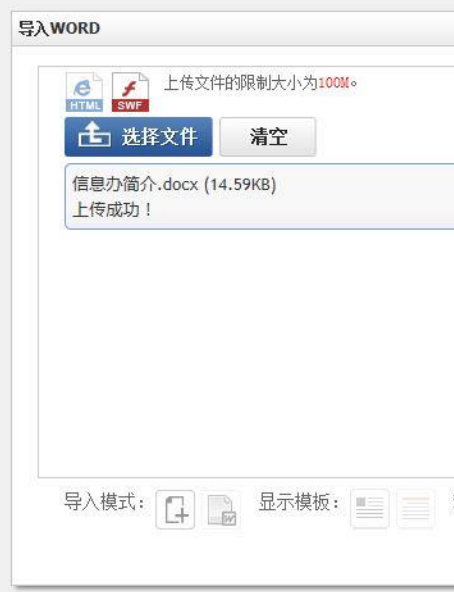 导入WORD
HTML SWF 上传文件的限制大小为100M。
选择文件 清空
信息办简介.docx (14.59KB)
上传成功！
导入模式： 显示模板：